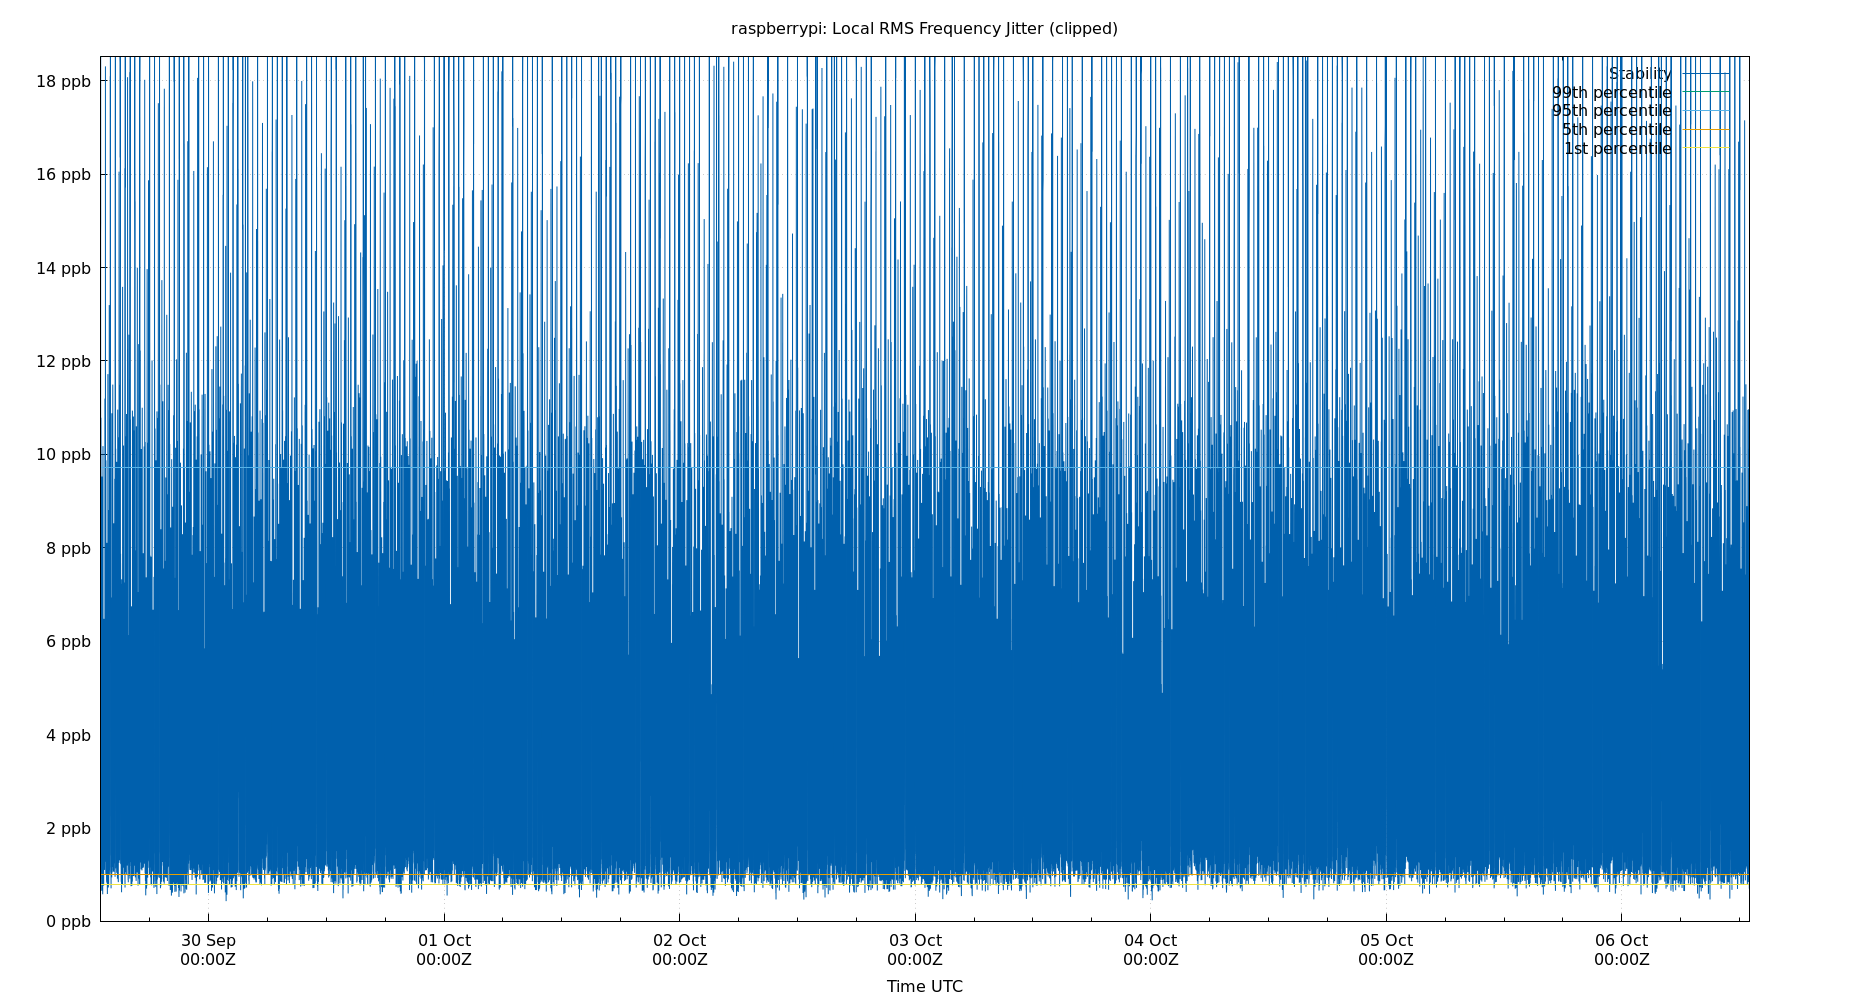 raspberrypi: Local RMS Frequency Jitter (clipped)
18 ppb
16 ppb
14 ppb
12 ppb
10 ppb
8 ppb
6 ppb
4 ppb
2 ppb
0 ppb
Stability
99th percentile
95th percentile
5th percentile
1st percentile
30 Sep 01 Oct 02 Oct 03 Oct 04 Oct 05 Oct 06 Oct
00:00Z 00:00Z 00:00Z 00:00Z 00:00Z 00:00Z 00:00Z
Time UTC